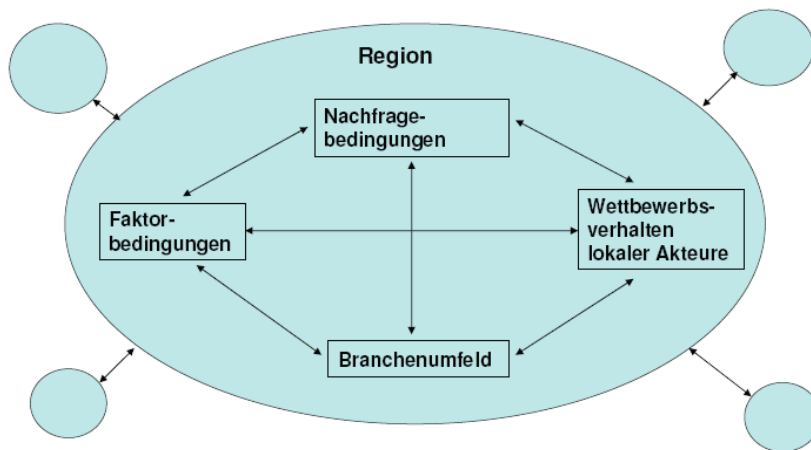 Region
Nachfrage-
bedingungen
Faktor-
bedingungen
Wettbewerbs-
verhalten
lokaler Akteure
Branchenumfeld